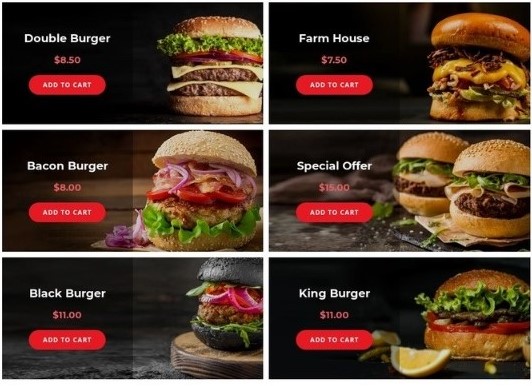 Double Burger
$8.50
ADD TO CART
Farm House
$7.50
ADD TO CART
Bacon Burger
$8.00
ADD TO CART
Special Offer
$15.00
ADD TO CART
Black Burger
$11.00
ADD TO CART
King Burger
$11.00
ADD TO CART